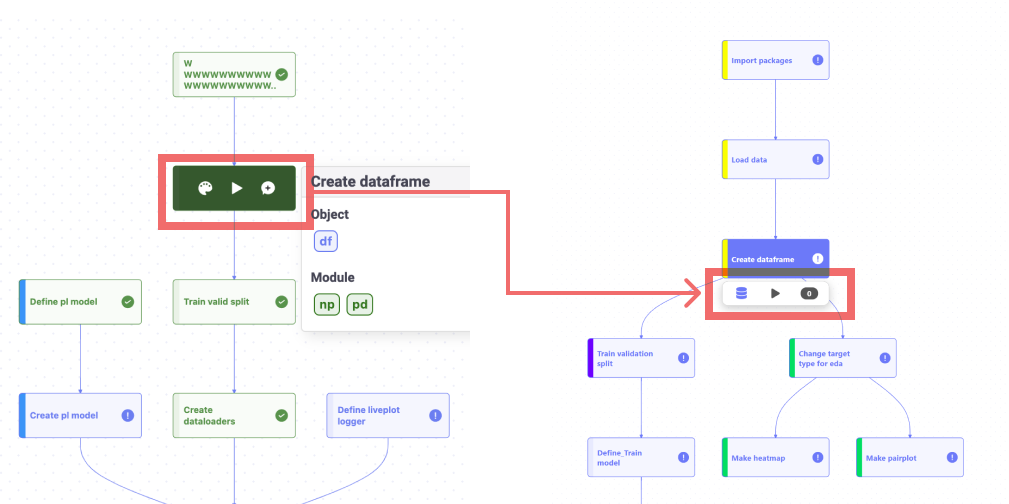 W
WWWWWWWWWW
WWWWWWWWWW..
Create dataframe
Object
df
Module
np pd
Define pl model
Train valid split
Create pl model
Create
dataloaders
Define liveplot
logger
Import packages
Load data
Create dataframe
0
Train validation
split
Change target
type for eda
Define_Train
model
Make heatmap
Make pairplot